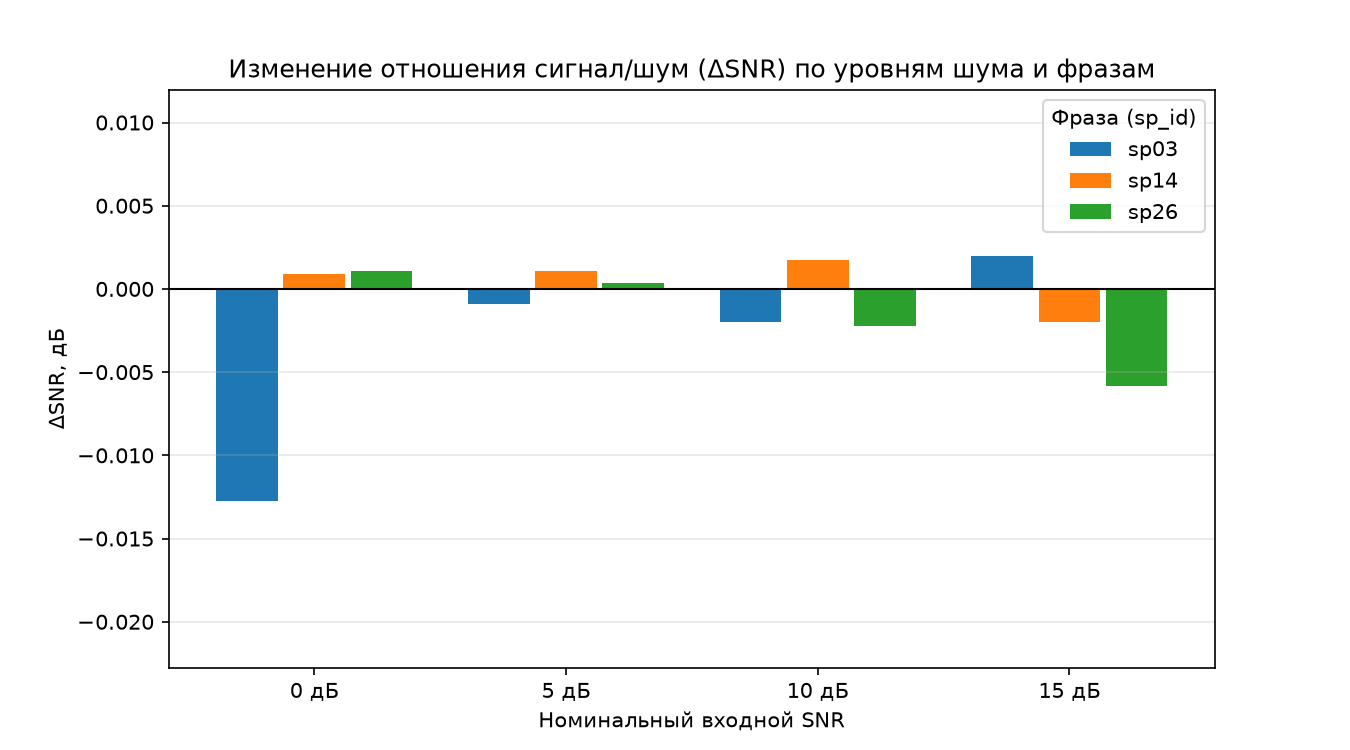 Изменение отношения сигнал/шум (ΔSNR) по уровням шума и фразам
Фраза (sp_id)
sp03
sp14
sp26
ΔSNR, дБ
0.010
0.005
0.000
−0.005
−0.010
−0.015
−0.020
0 дБ
5 дБ
10 дБ
15 дБ
Номинальный входной SNR